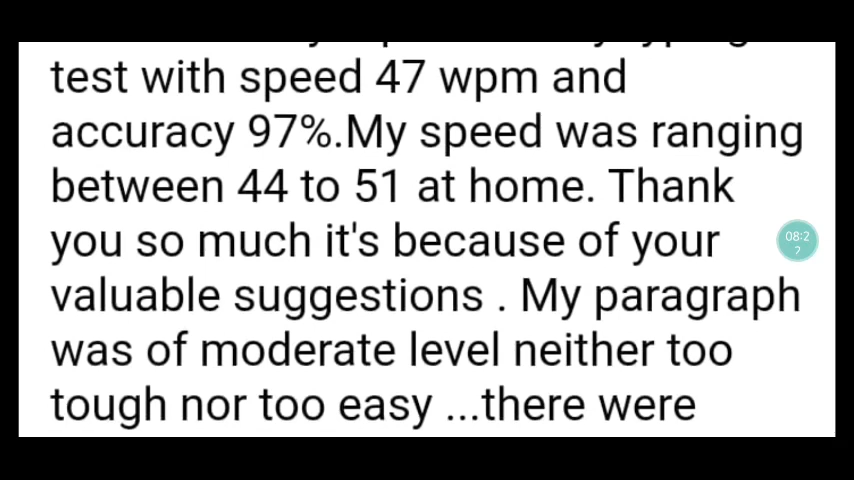 test with speed 47 wpm and
accuracy 97%.My speed was ranging
between 44 to 51 at home. Thank
you so much it's because of your
valuable suggestions . My paragraph
was of moderate level neither too
tough nor too easy ...there were
08:2
?